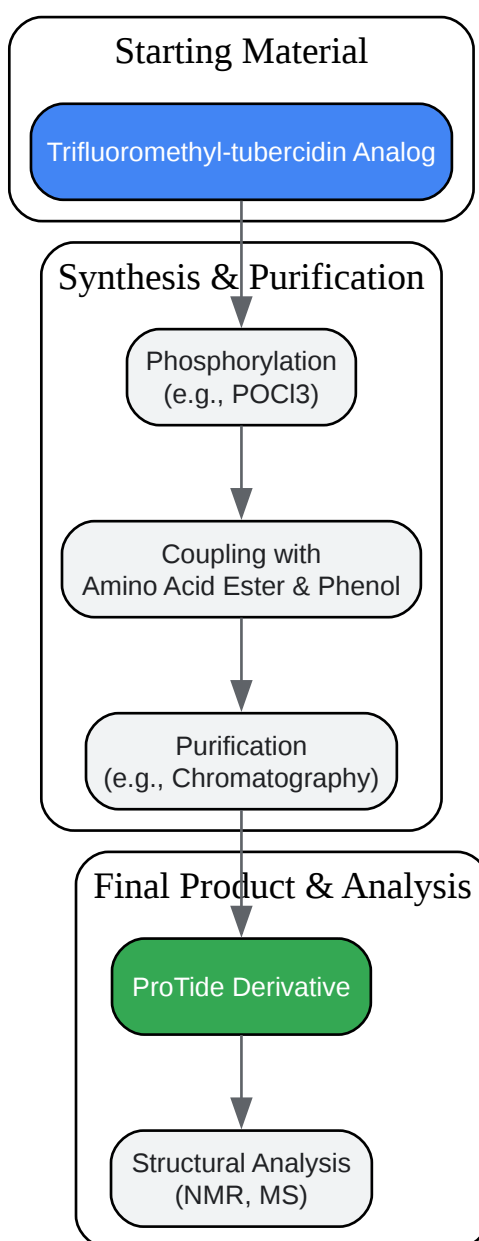 Starting Material
Trifluoromethyl-tubercidin Analog
Synthesis & Purification
Phosphorylation
(e.g., POCl3)
Coupling with
Amino Acid Ester & Phenol
Purification
(e.g., Chromatography)
Final Product & Analysis
ProTide Derivative
Structural Analysis
(NMR, MS)